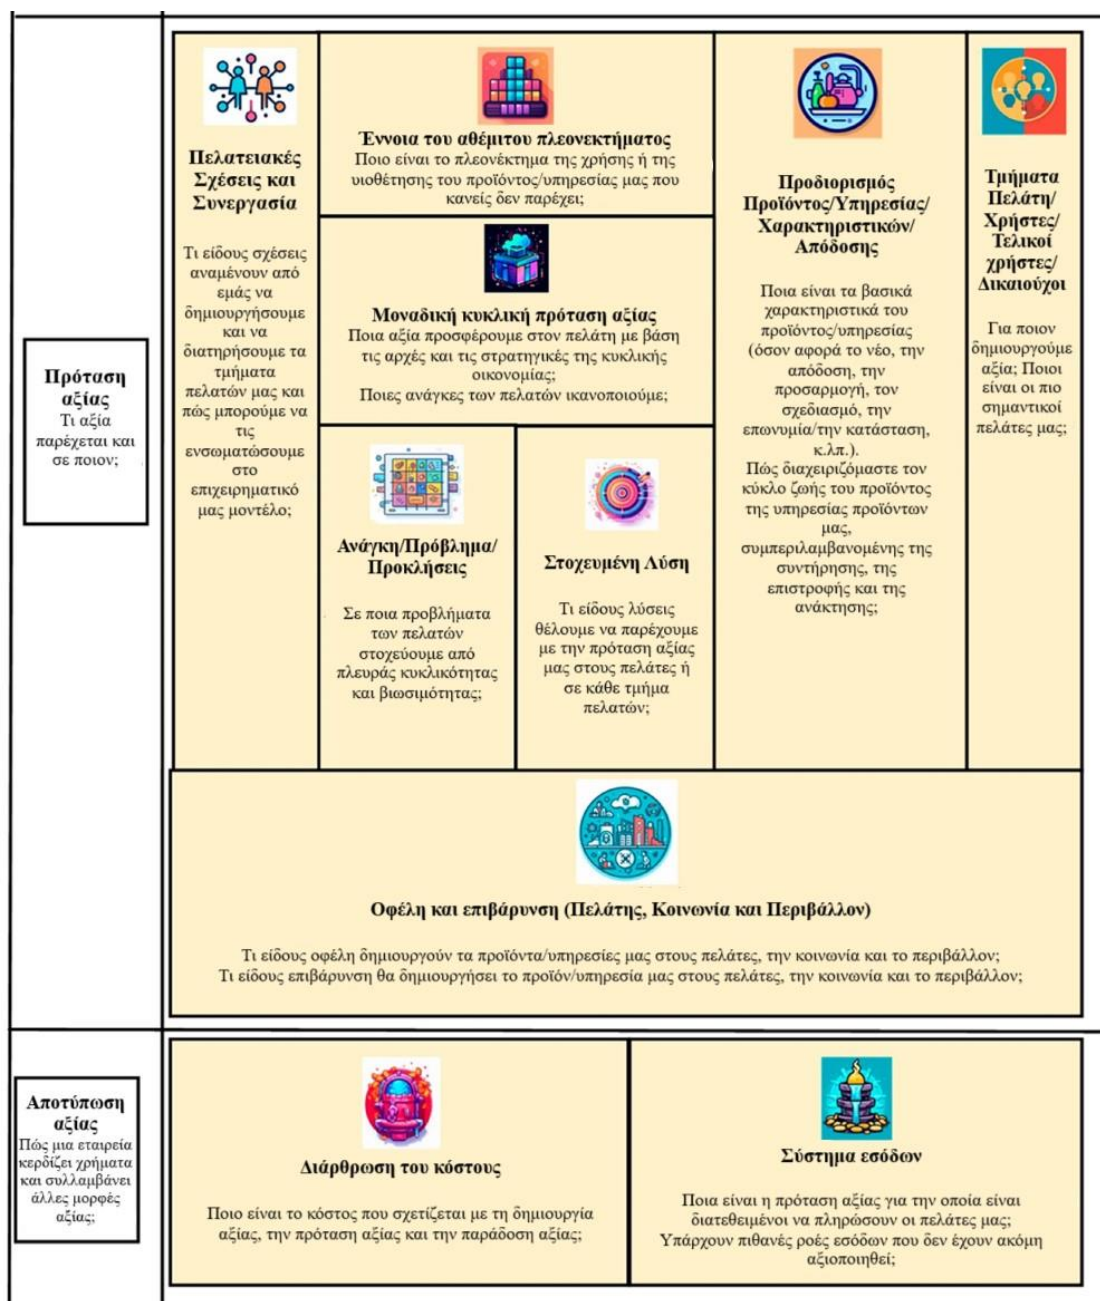 Πρόταση
αξίας
Τι αξία
παρέχεται και
σε ποιον;
Πελατειακές
Σχέσεις και
Συνεργασία
Τι είδους σχέσεις
αναμένουν από
εμάς να
δημιουργήσουμε
και να
διατηρήσουμε τα
τμήματα
πελατών μας και
πώς μπορούμε να
τις
ενσωματώσουμε
στο
επιχειρηματικό
μας μοντέλο;
Έννοια του αθέμιτου πλεονεκτήματος
Ποιο είναι το πλεονέκτημα της χρήσης ή της
υιοθέτησης του προϊόντος/υπηρεσίας μας που
κανείς δεν παρέχει;
Μοναδική κυκλική πρόταση αξίας
Ποια αξία προσφέρουμε στον πελάτη με βάση
τις αρχές και τις στρατηγικές της κυκλικής
οικονομίας;
Ποιες ανάγκες των πελατών ικανοποιούμε;
Ανάγκη/Πρόβλημα/
Προκλήσεις
Σε ποια προβλήματα
των πελατών
στοχεύουμε από
πλευράς κυκλικότητας
και βιωσιμότητας;
Στοχευμένη Λύση
Τι είδους λύσεις
θέλουμε να παρέχουμε
με την πρόταση αξίας
μας στους πελάτες ή
σε κάθε τμήμα
πελατών;
Προδιορισμός
Προϊόντος/Υπηρεσίας/
Χαρακτηριστικών/
Απόδοσης
Ποια είναι τα βασικά
χαρακτηριστικά του
προϊόντος/υπηρεσίας
(όσον αφορά το νέο, την
απόδοση, την
προσαρμογή, τον
σχεδιασμό, την
επωνυμία/την κατάσταση,
κ.λπ.).
Πώς διαχειριζόμαστε τον
κύκλο ζωής του προϊόντος
της υπηρεσίας προϊόντων
μας,
συμπεριλαμβανομένης της
συντήρησης, της
επιστροφής και της
ανάκτησης;
Τμήματα
Πελάτη/
Χρήστες/
Τελικοί
χρήστες/
Δικαιούχοι
Για ποιον
δημιουργούμε
αξία; Ποιοι
είναι οι πιο
σημαντικοί
πελάτες μας;
Οφέλη και επιβάρυνση (Πελάτης, Κοινωνία και Περιβάλλον)
Τι είδους οφέλη δημιουργούν τα προϊόντα/υπηρεσίες μας στους πελάτες, την κοινωνία και το περιβάλλον;
Τι είδους επιβάρυνση θα δημιουργήσει το προϊόν/υπηρεσία μας στους πελάτες, την κοινωνία και το περιβάλλον;
Αποτύπωση
αξίας
Πώς μια εταιρεία
κερδίζει χρήματα
και συλλαμβάνει
άλλες μορφές
αξίας;
Διάρθρωση του κόστους
Ποιο είναι το κόστος που σχετίζεται με τη δημιουργία
αξίας, την πρόταση αξίας και την παράδοση αξίας;
Σύστημα εσόδων
Ποια είναι η πρόταση αξίας για την οποία είναι
διατεθειμένοι να πληρώσουν οι πελάτες μας;
Υπάρχουν πιθανές ροές εσόδων που δεν έχουν ακόμη
αξιοποιηθεί;